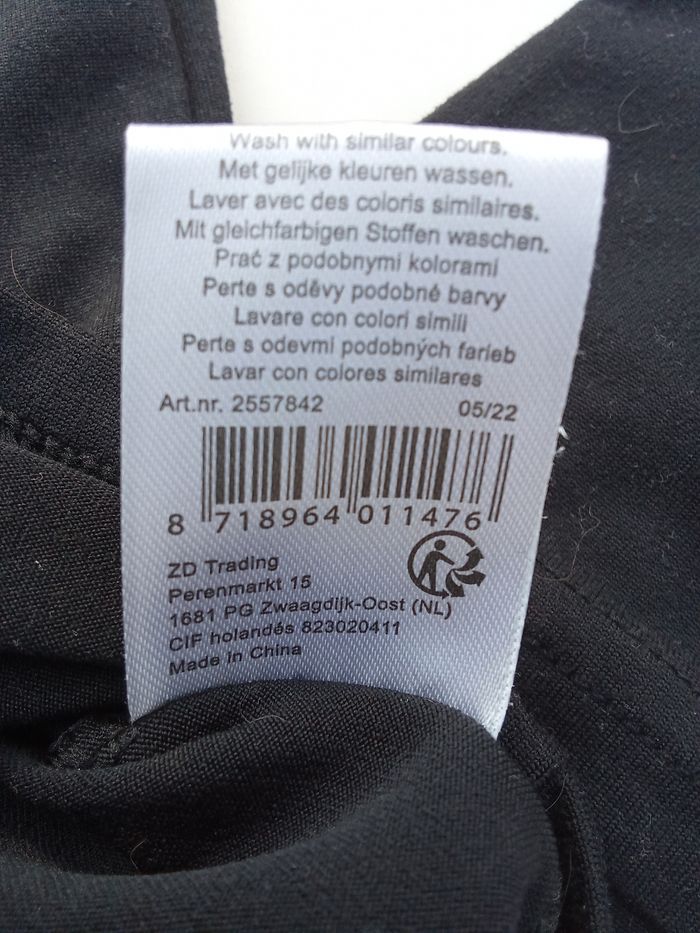 Wash with similar colours.
Met gelijke kleuren wassen.
Laver avec des coloris similaires.
Mit gleichfarbigen Stoffen waschen.
Prać z podobnymi kolorami
Perte s oděvy podobné barvy
Lavare con colori simili
Perte s odevmi podobných farieb
Lavar con colores similares
Art.nr. 2557842 05/22
8 718964 011476
ZD Trading
Perenmarkt 15
1681 PG Zwaagdijk-Oost (NL)
CIF holandés 823020411
Made in China